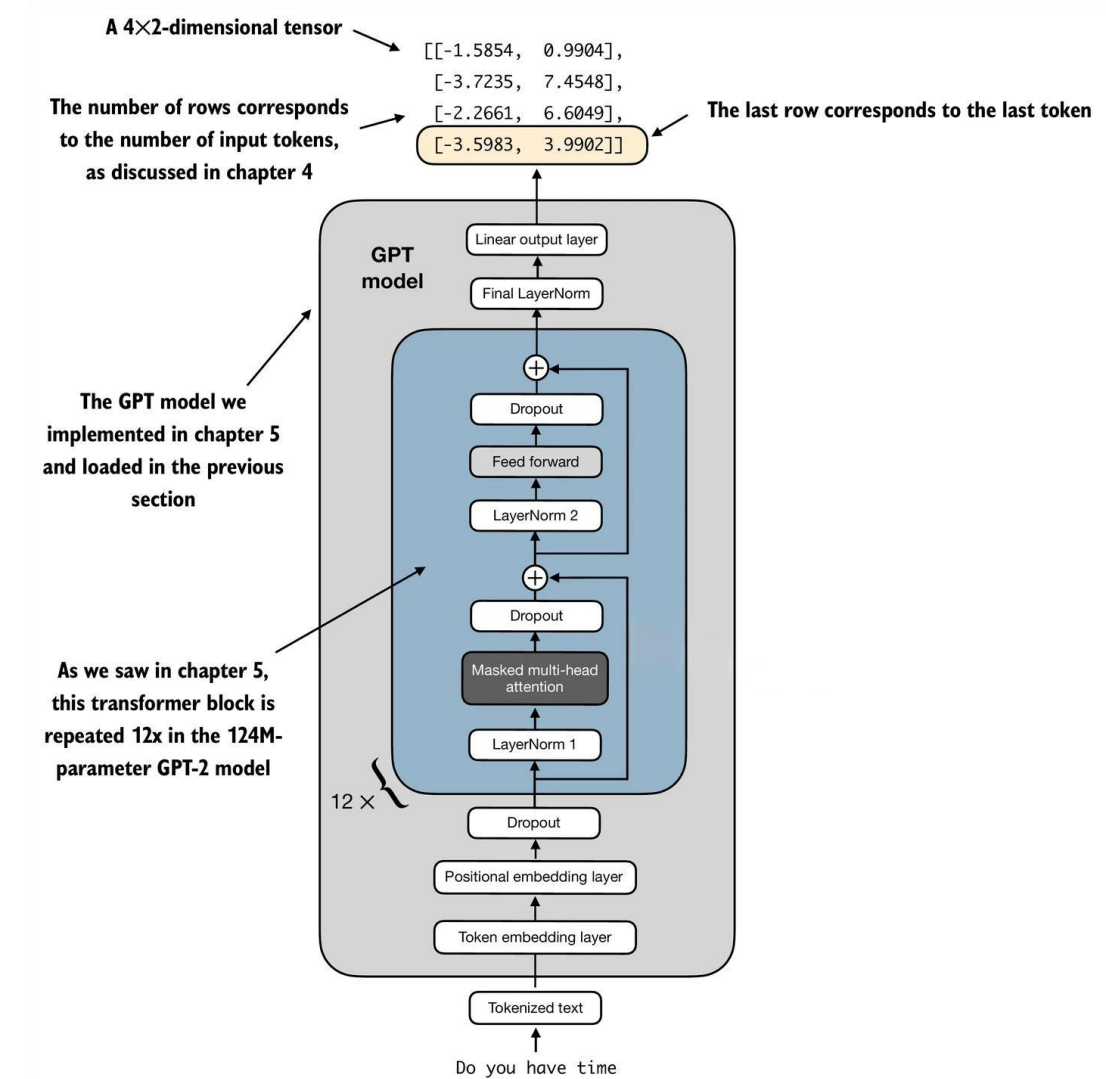 A 4×2-dimensional tensor
[[-1.5854, 0.9904],
[-3.7235, 7.4548],
[-2.2661, 6.6049],
[-3.5983, 3.9902]]
The number of rows corresponds
to the number of input tokens,
as discussed in chapter 4
The last row corresponds to the last token
GPT
model
Linear output layer
Final LayerNorm
+
Dropout
Feed forward
LayerNorm 2
+
Dropout
Masked multi-head
attention
LayerNorm 1
The GPT model we
implemented in chapter 5
and loaded in the previous
section
As we saw in chapter 5,
this transformer block is
repeated 12x in the 124M-
parameter GPT-2 model
12 ×
{
Dropout
Positional embedding layer
Token embedding layer
Tokenized text
Do you have time